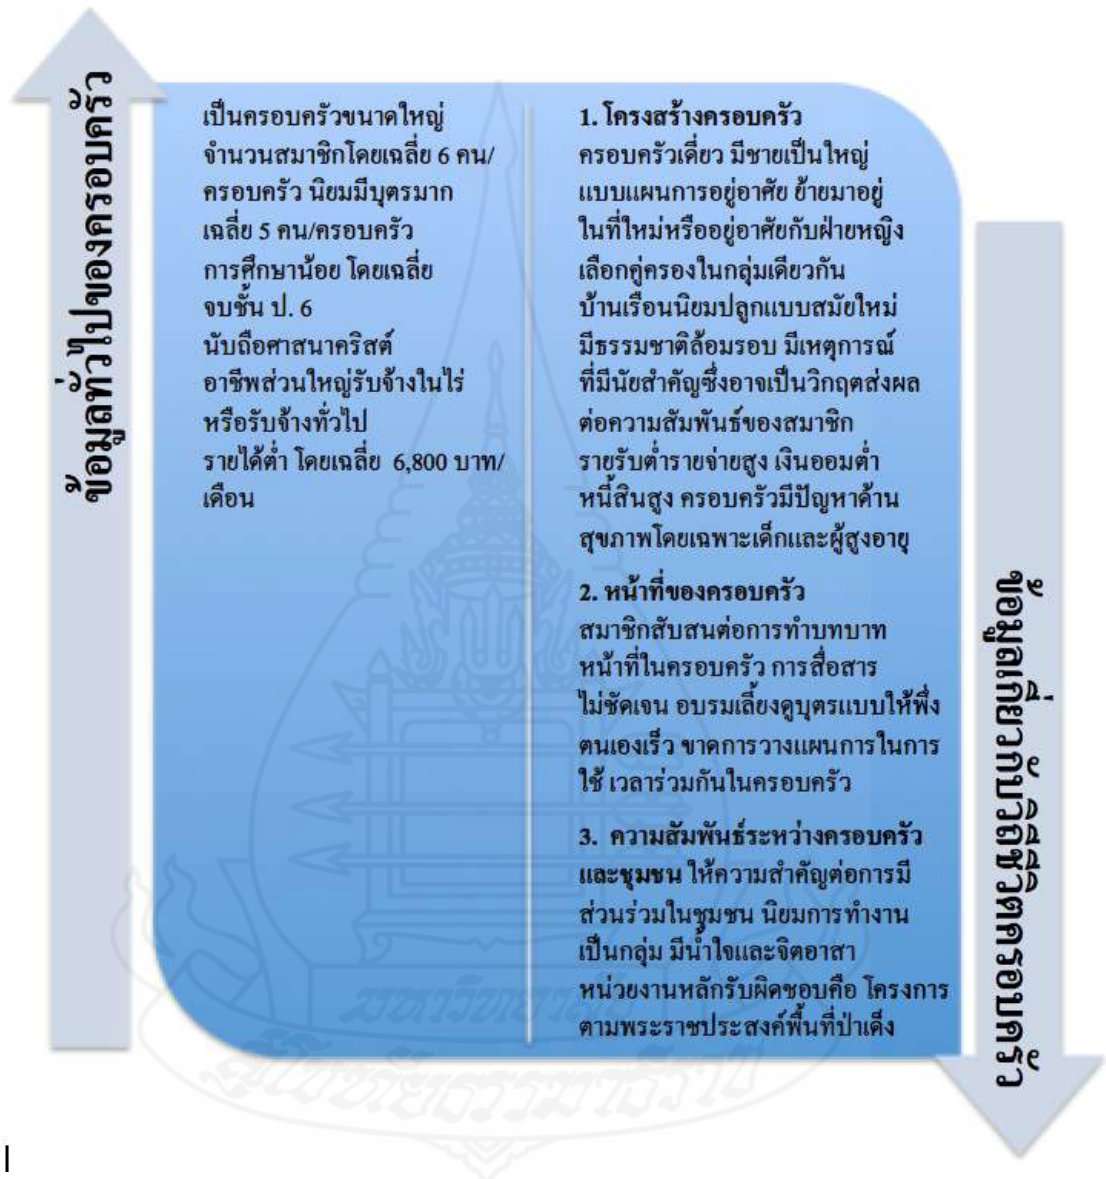 ข้อมูลทั่วไปของครอบครัว
เป็นครอบครัวขนาดใหญ่
จำนวนสมาชิกโดยเฉลี่ย 6 คน/
ครอบครัว นิยมมีบุตรมาก
เฉลี่ย 5 คน/ครอบครัว
การศึกษาน้อย โดยเฉลี่ย
จบชั้น ป. 6
นับถือศาสนาคริสต์
อาชีพส่วนใหญ่รับจ้างในไร่
หรือรับจ้างทั่วไป
รายได้ต่ำ โดยเฉลี่ย 6,800 บาท/
เดือน
1. โครงสร้างครอบครัว
ครอบครัวเดี่ยว มีชายเป็นใหญ่
แบบแผนการอยู่อาศัย ย้ายมาอยู่
ในที่ใหม่หรืออยู่อาศัยกับฝ่ายหญิง
เลือกคู่ครองในกลุ่มเดียวกัน
บ้านเรือนนิยมปลูกแบบสมัยใหม่
มีธรรมชาติล้อมรอบ มีเหตุการณ์
ที่มีนัยสำคัญซึ่งอาจเป็นวิกฤตส่งผล
ต่อความสัมพันธ์ของสมาชิก
รายรับต่ำรายจ่ายสูง เงินออมต่ำ
หนี้สินสูง ครอบครัวมีปัญหาด้าน
สุขภาพโดยเฉพาะเด็กและผู้สูงอายุ
2. หน้าที่ของครอบครัว
สมาชิกสับสนต่อการทำบทบาท
หน้าที่ในครอบครัว การสื่อสาร
ไม่ชัดเจน อบรมเลี้ยงดูบุตรแบบให้พึ่ง
ตนเองเร็ว ขาดการวางแผนการในการ
ใช้ เวลาร่วมกันในครอบครัว
3. ความสัมพันธ์ระหว่างครอบครัว
และชุมชน ให้ความสำคัญต่อการมี
ส่วนร่วมในชุมชน นิยมการทำงาน
เป็นกลุ่ม มีน้ำใจและจิตอาสา
หน่วยงานหลักรับผิดชอบคือ โครงการ
ตามพระราชประสงค์พื้นที่ป่าเด็ง
ข้อมูลเกี่ยวกับวิถีชีวิตครอบครัว
มหาวิทยาลัย
สุโขทัยธรรมาธิราช